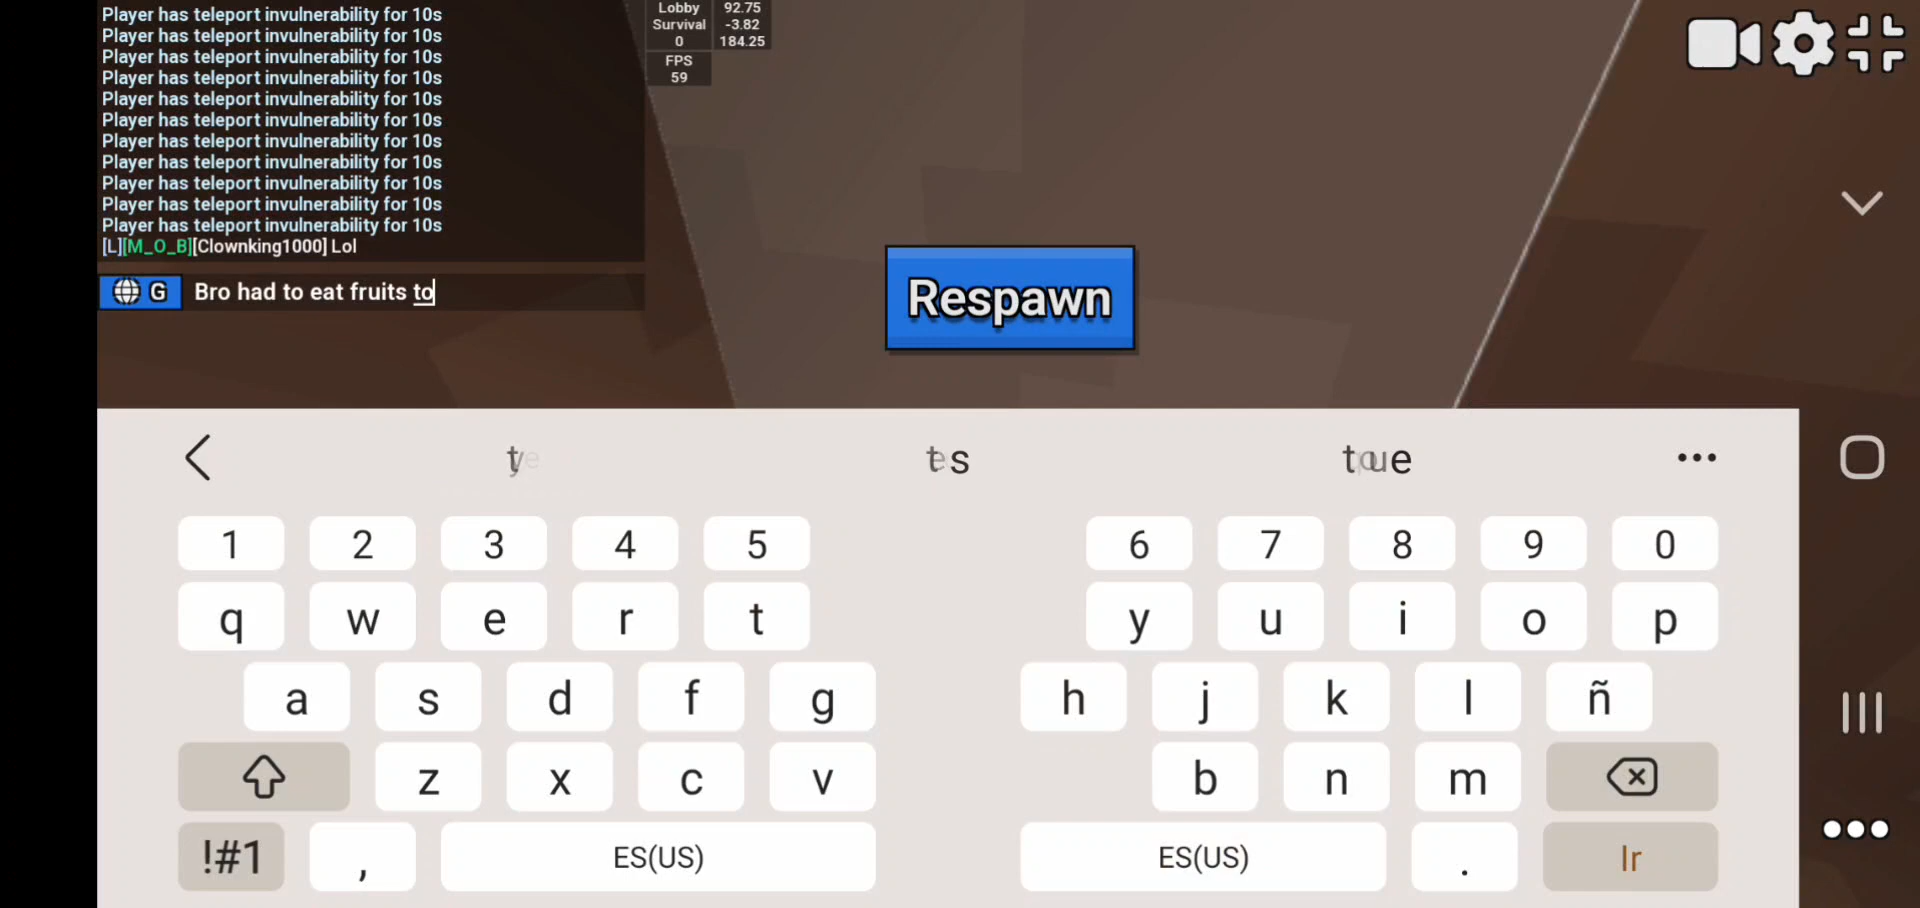 Player has teleport invulnerability for 10s
Player has teleport invulnerability for 10s
Player has teleport invulnerability for 10s
Player has teleport invulnerability for 10s
Player has teleport invulnerability for 10s
Player has teleport invulnerability for 10s
Player has teleport invulnerability for 10s
Player has teleport invulnerability for 10s
Player has teleport invulnerability for 10s
Player has teleport invulnerability for 10s
Player has teleport invulnerability for 10s
[L][M_O_B][Clownking1000] Lol
G Bro had to eat fruits to
Lobby 92.75
Survival -3.82
0 184.25
FPS
59
Respawn
1 2 3 4 5 6 7 8 9 0
q w e r t y u i o p
a s d f g h j k l ñ
z x c v b n m
!#1 , ES(US) ES(US) . Ir